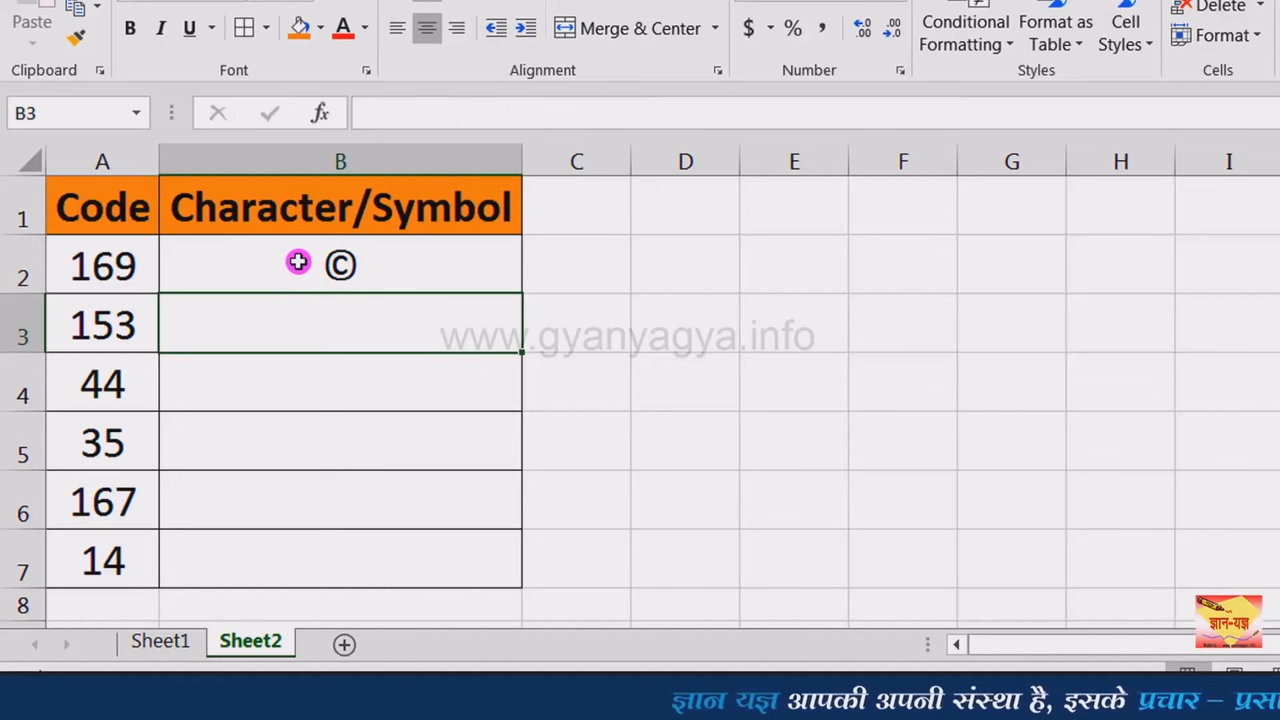 Paste
B I U A
Merge & Center
$ % ,
Conditional Formatting
Format as Table
Cell Styles
Delete
Format
Clipboard Font Alignment Number Styles Cells
B3 fx
A B C D E F G H I
1 Code Character/Symbol
2 169 ©
3 153
www.gyanyagya.info
4 44
5 35
6 167
7 14
8
ज्ञान-यज्ञ
Sheet1 Sheet2
ज्ञान यज्ञ आपकी अपनी संस्था है, इसके प्रचार – प्रसा